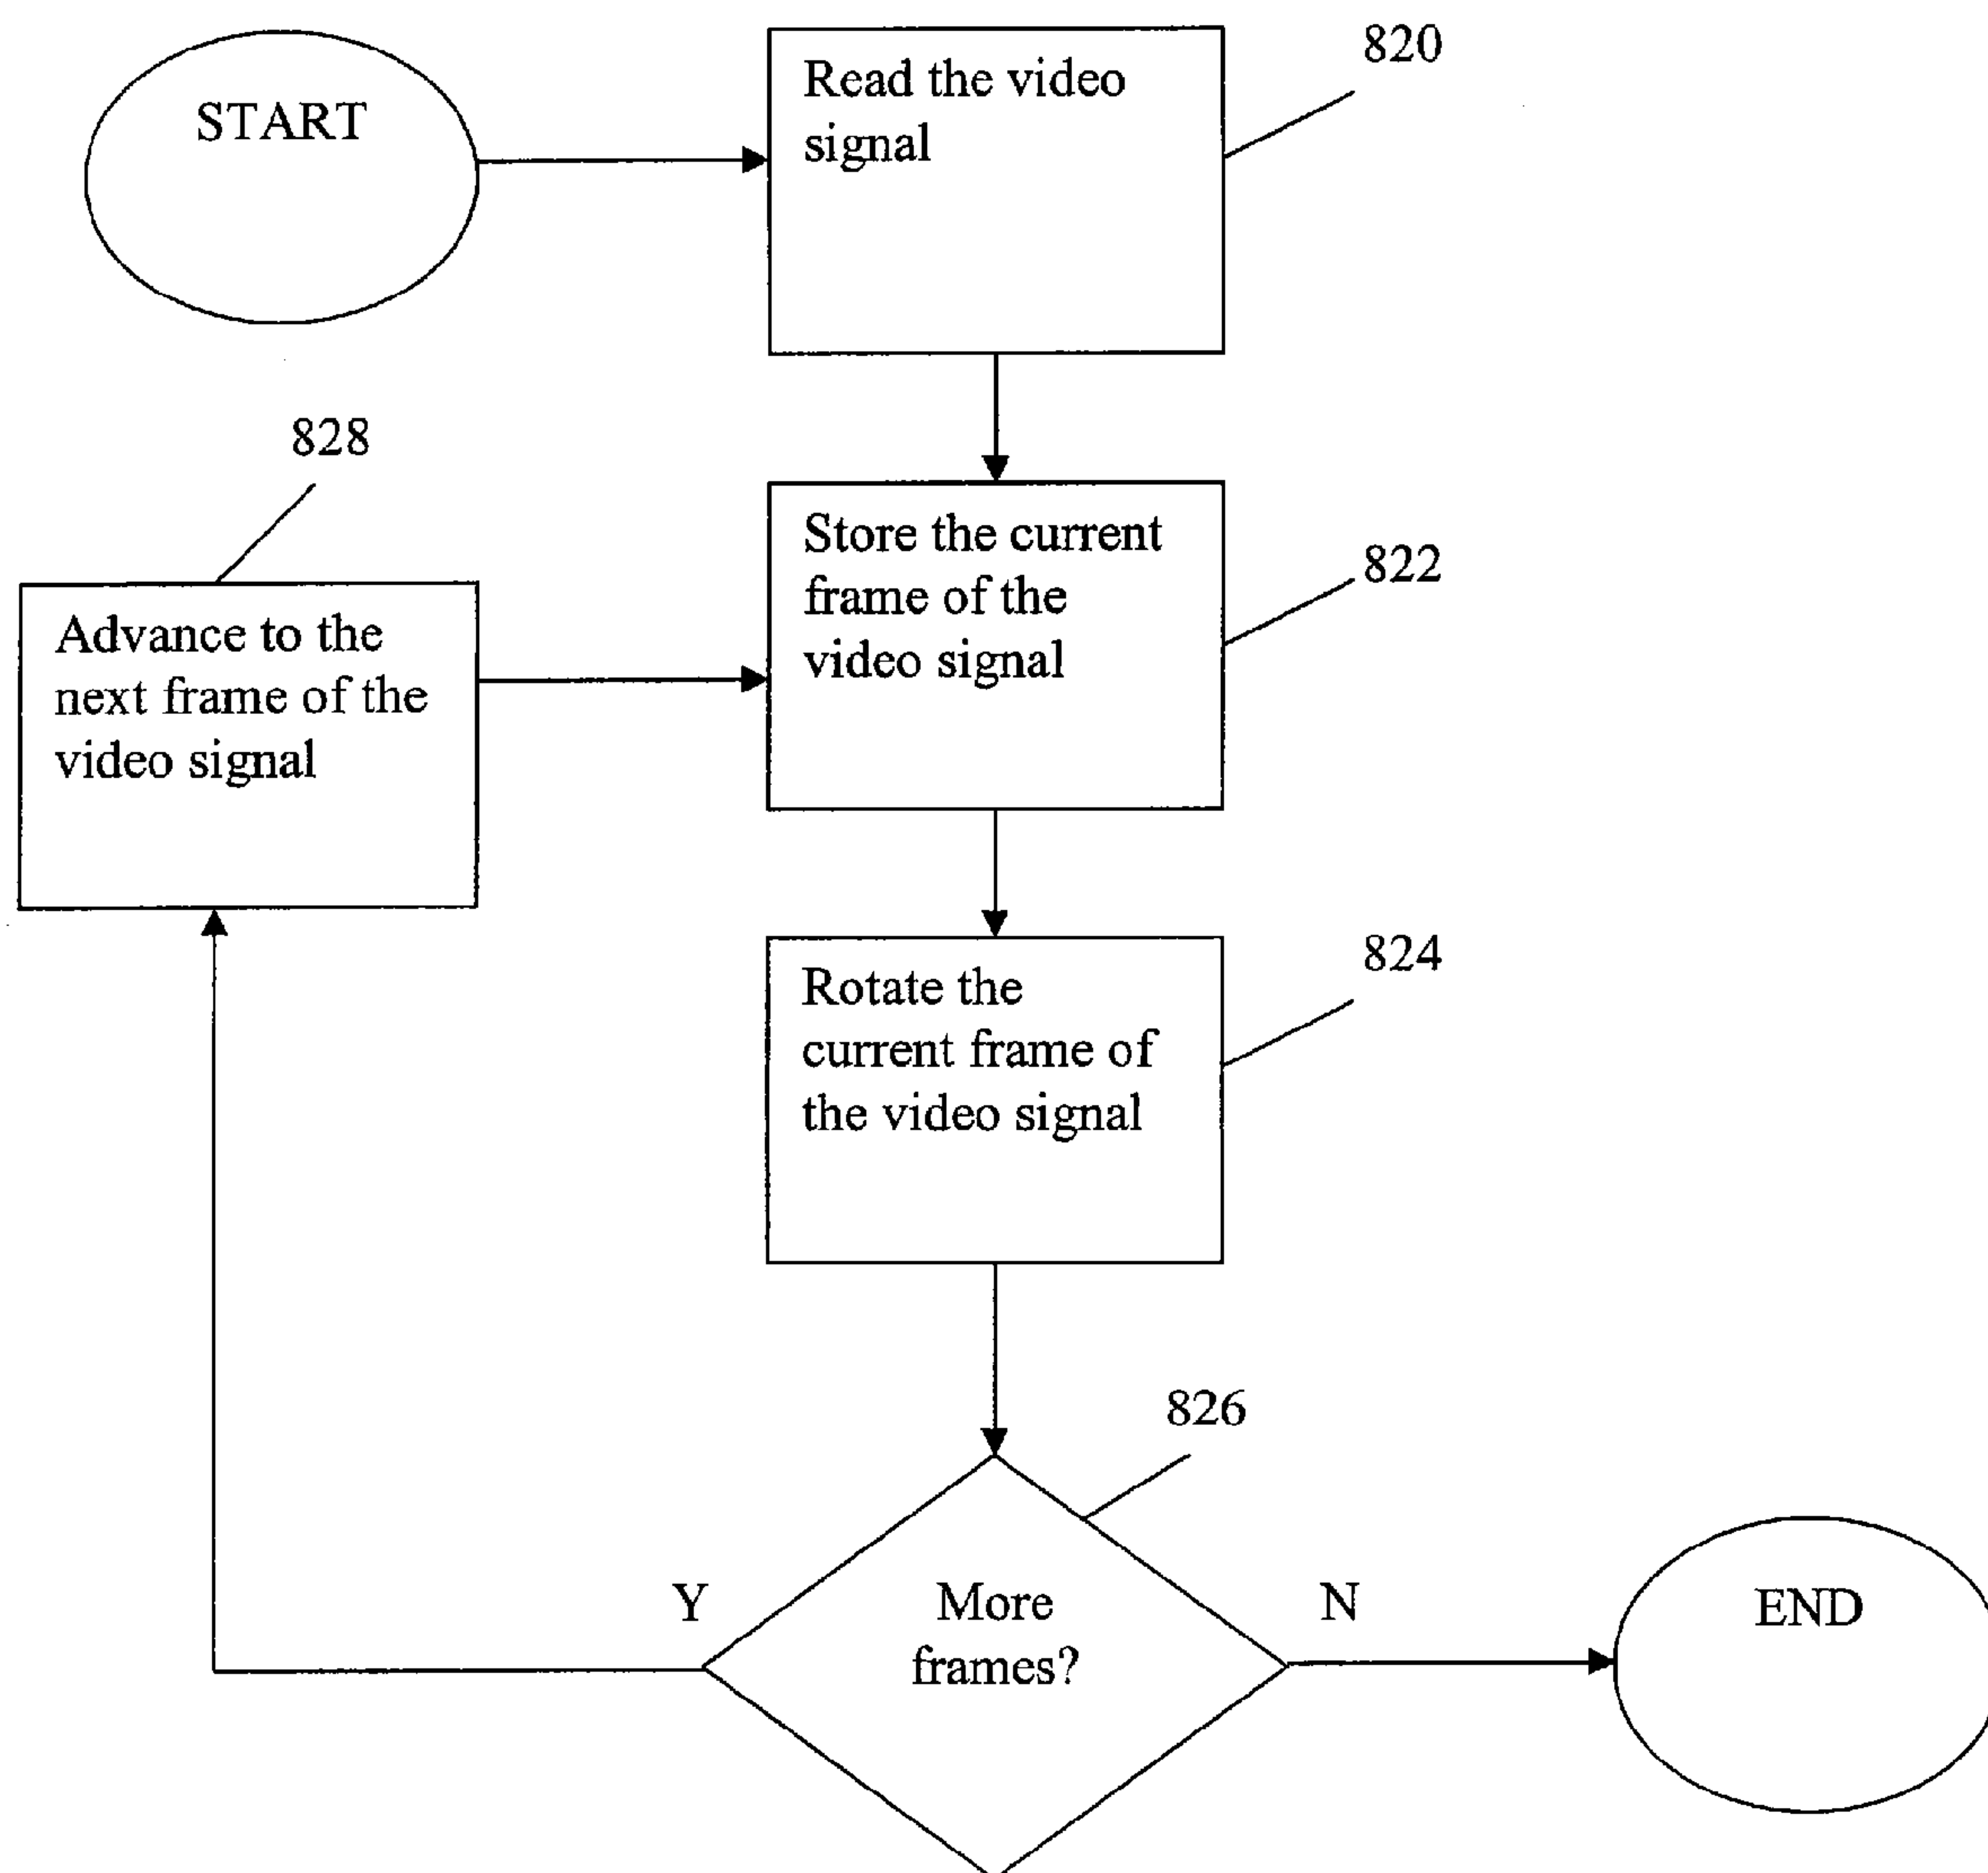 START
Read the video
signal
820
828
Store the current
frame of the
video signal
822
Advance to the
next frame of the
video signal
Rotate the
current frame of
the video signal
824
826
Y
More
frames?
N
END